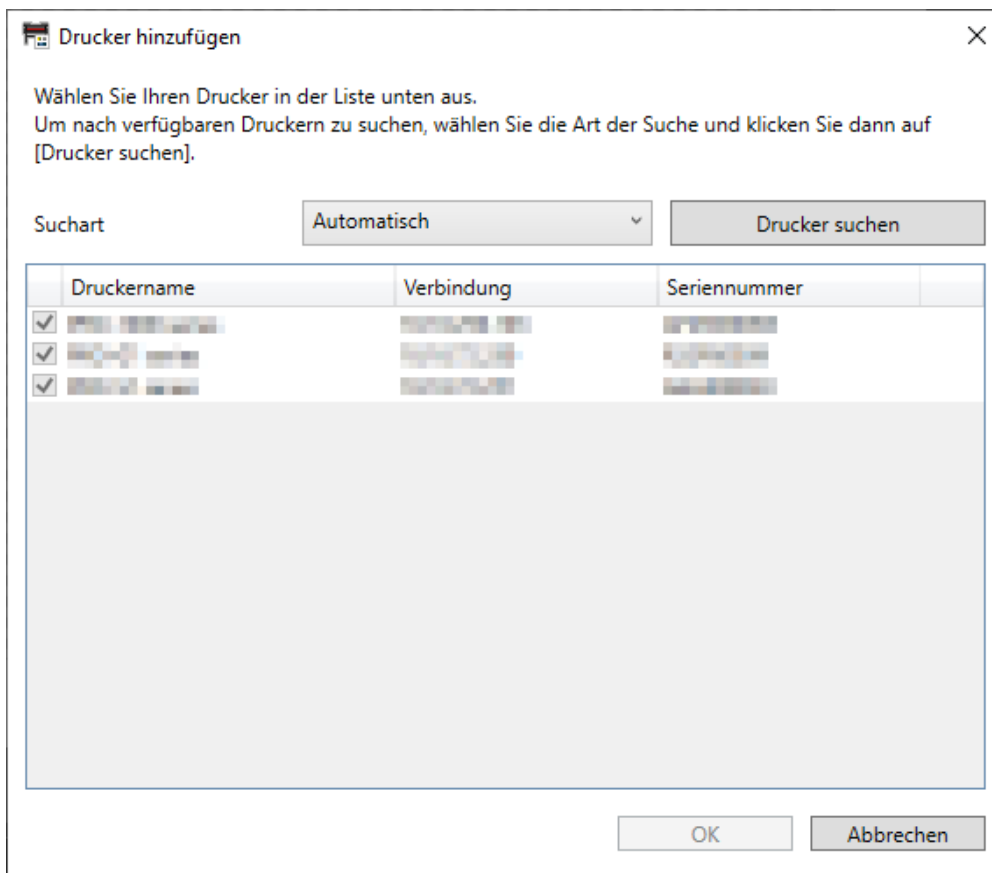 Drucker hinzufügen
Wählen Sie Ihren Drucker in der Liste unten aus.
Um nach verfügbaren Druckern zu suchen, wählen Sie die Art der Suche und klicken Sie dann auf
[Drucker suchen].
Suchart Automatisch Drucker suchen
Druckername Verbindung Seriennummer
OK Abbrechen